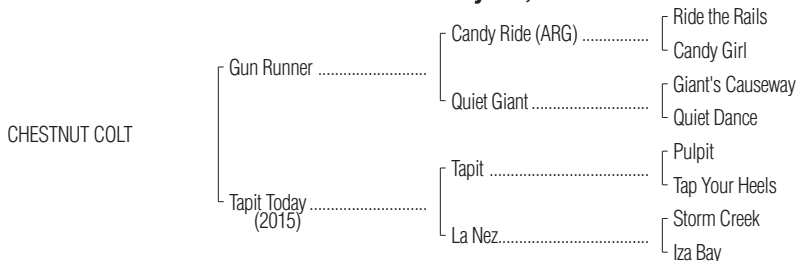 Ride the Rails
Candy Ride (ARG) ................
Candy Girl
Gun Runner ..........................
Giant's Causeway
Quiet Giant ............................
Quiet Dance
CHESTNUT COLT
Pulpit
Tapit ......................................
Tap Your Heels
Tapit Today ............................
(2015)
Storm Creek
La Nez....................................
Iza Bay